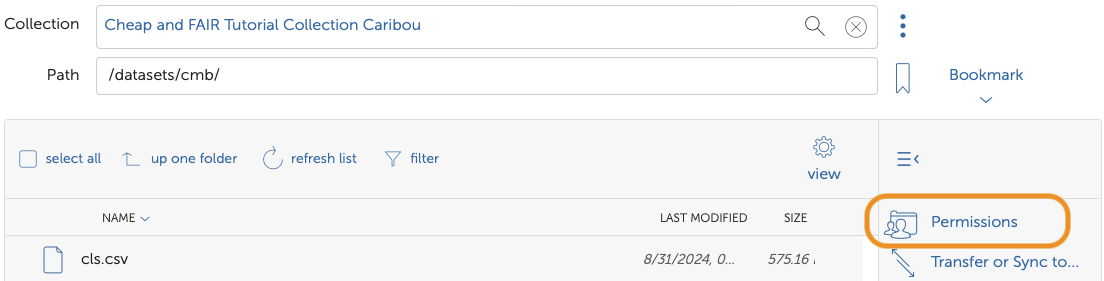 Collection Cheap and FAIR Tutorial Collection Caribou
Path /datasets/cmb/ Bookmark
select all up one folder refresh list filter view
NAME LAST MODIFIED SIZE Permissions
cls.csv 8/31/2024, 0... 575.16 Transfer or Sync to...